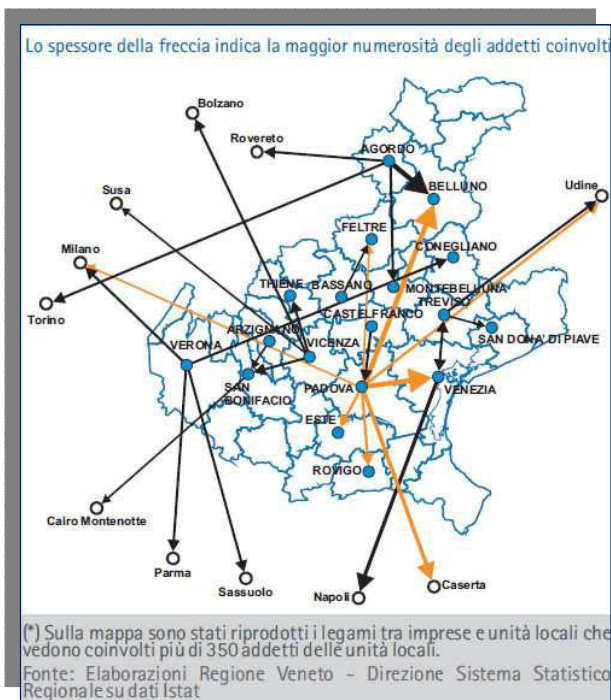 Lo spessore della freccia indica la maggior numerosità degli addetti coinvolti
Bolzano
Rovereto
AGORDO
Susa
BELLUNO
Udine
FELTRE
Milano
CONEGLIANO
THIENE
BASSANO
MONTEBELLUNA
Torino
CASTELFRANCO
TREVISO
ARZIGNANO
VERONA
VICENZA
SAN DONA' DI PIAVE
SAN
BONIFACIO
PADOVA
VENEZIA
ESTE
ROVIGO
Cairo Montenotte
Parma
Sassuolo
Napoli
Caserta
(*) Sulla mappa sono stati riprodotti i legami tra imprese e unità locali che
vedono coinvolti più di 350 addetti delle unità locali.
Fonte: Elaborazioni Regione Veneto - Direzione Sistema Statistico
Regionale su dati Istat